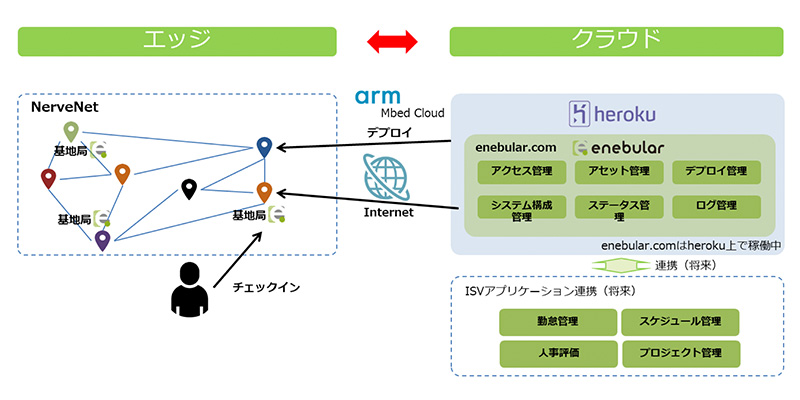 エッジ
クラウド
NerveNet
基地局
基地局
基地局
チェックイン
arm
Mbed Cloud
デプロイ
Internet
heroku
enebular.com
enebular
アクセス管理
アセット管理
デプロイ管理
システム構成
管理
ステータス管
理
ログ管理
enebular.comはheroku上で稼働中
連携（将来）
ISVアプリケーション連携（将来）
勤怠管理
スケジュール管理
人事評価
プロジェクト管理